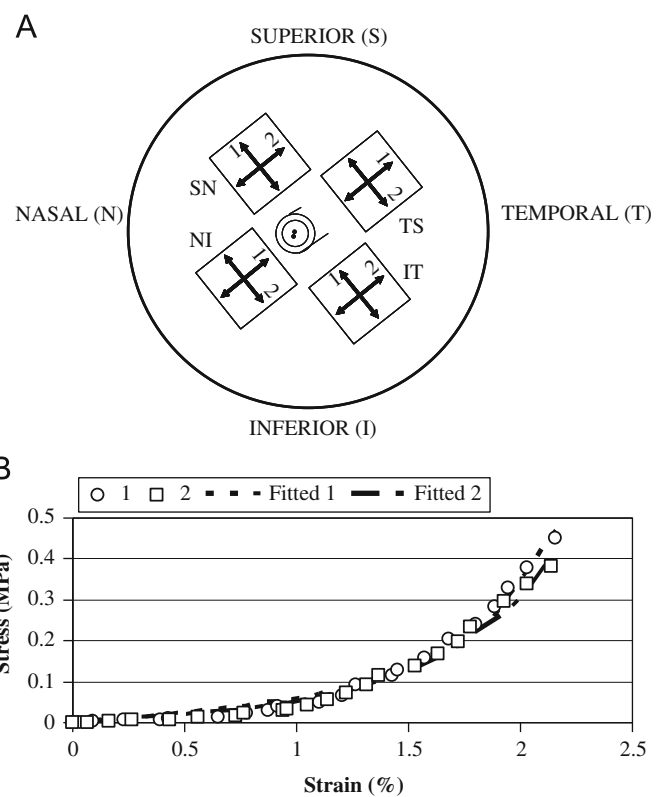 A
SUPERIOR (S)
1 2
1
2
SN
NASAL (N)
TEMPORAL (T)
TS
NI
IT
1
2
1 2
INFERIOR (I)
B
1 2 Fitted 1 Fitted 2
0.5
0.4
0.3
0.2
0.1
0
Stress (MPa)
0 0.5 1 1.5 2 2.5
Strain (%)